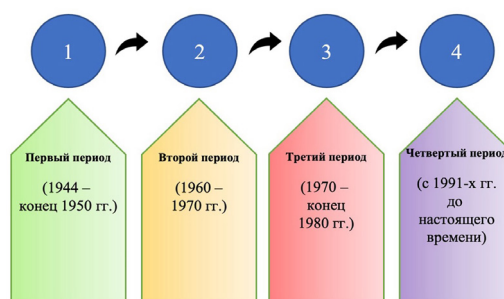 1
2
3
4
Первый период
(1944 –
конец 1950 гг.)
Второй период
(1960 –
1970 гг.)
Третий период
(1970 –
конец
1980 гг.)
Четвертый период
(с 1991-х гг.
до
настоящего
времени)